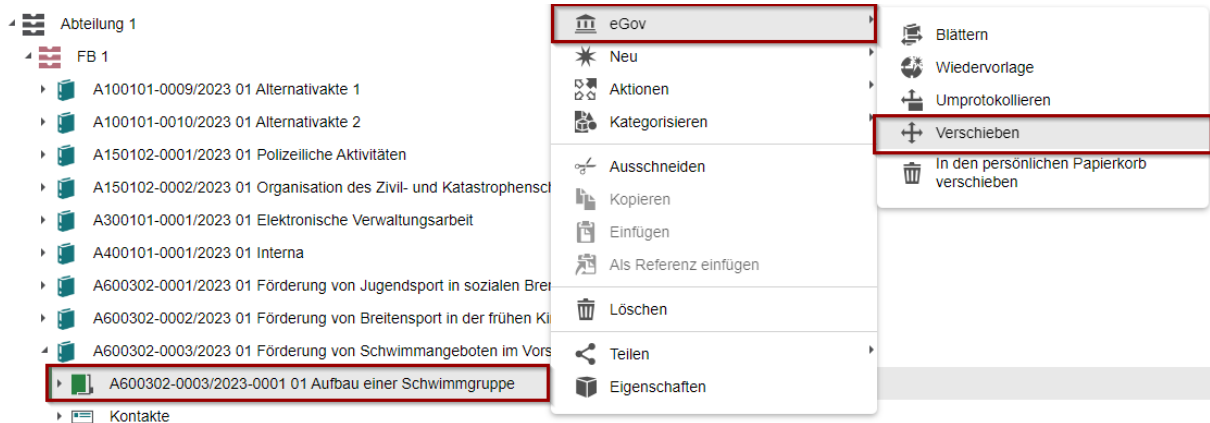 Abteilung 1
FB 1
A100101-0009/2023 01 Alternativakte 1
A100101-0010/2023 01 Alternativakte 2
A150102-0001/2023 01 Polizeiliche Aktivitäten
A150102-0002/2023 01 Organisation des Zivil- und Katastrophensch
A300101-0001/2023 01 Elektronische Verwaltungsarbeit
A400101-0001/2023 01 Interna
A600302-0001/2023 01 Förderung von Jugendsport in sozialen Bren
A600302-0002/2023 01 Förderung von Breitensport in der frühen Ki
A600302-0003/2023 01 Förderung von Schwimmangeboten im Vors
A600302-0003/2023-0001 01 Aufbau einer Schwimmgruppe
Kontakte
eGov
Neu
Aktionen
Kategorisieren
Ausschneiden
Kopieren
Einfügen
Als Referenz einfügen
Löschen
Teilen
Eigenschaften
Blättern
Wiedervorlage
Umprotokollieren
Verschieben
In den persönlichen Papierkorb
verschieben